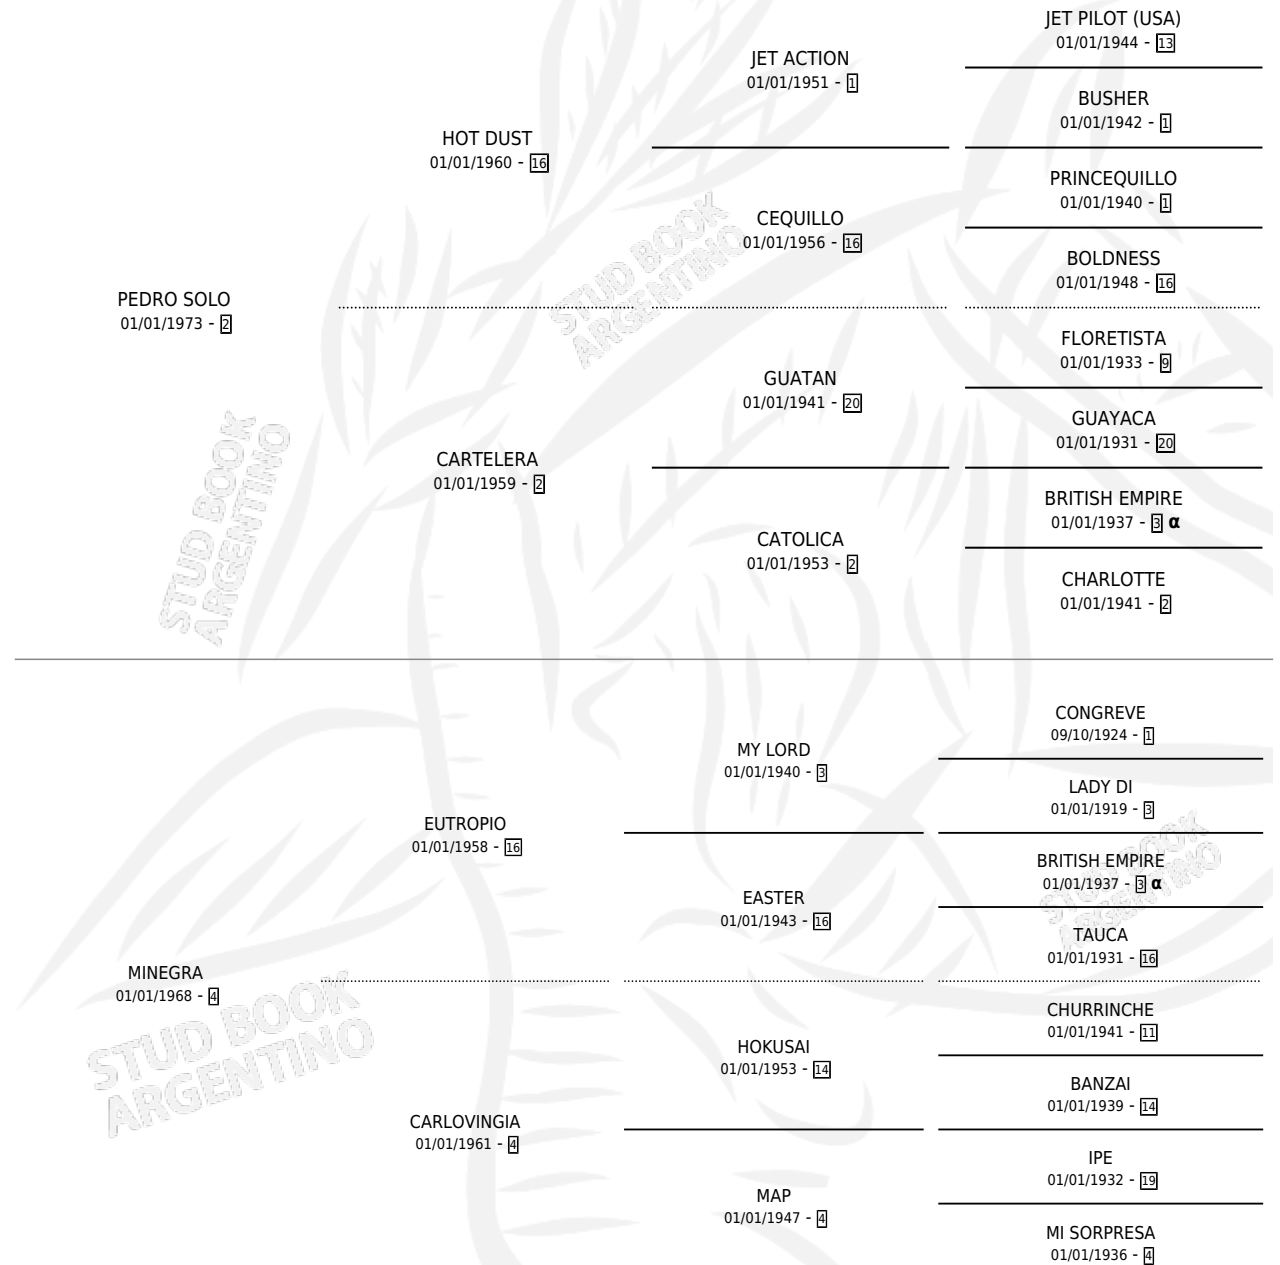 JET PILOT (USA)
01/01/1944 - 13
JET ACTION
01/01/1951 - 1
BUSHER
01/01/1942 - 1
HOT DUST
01/01/1960 - 16
PRINCEQUILLO
01/01/1940 - 1
CEQUILLO
01/01/1956 - 16
BOLDNESS
01/01/1948 - 16
PEDRO SOLO
01/01/1973 - 2
FLORETISTA
01/01/1933 - 9
GUATAN
01/01/1941 - 20
GUAYACA
01/01/1931 - 20
CARTELERA
01/01/1959 - 2
BRITISH EMPIRE
01/01/1937 - 3 α
CATOLICA
01/01/1953 - 2
CHARLOTTE
01/01/1941 - 2
CONGREVE
09/10/1924 - 1
MY LORD
01/01/1940 - 3
LADY DI
01/01/1919 - 3
EUTROPIO
01/01/1958 - 16
BRITISH EMPIRE
01/01/1937 - 3 α
EASTER
01/01/1943 - 16
TAUCA
01/01/1931 - 16
MINEGRA
01/01/1968 - 4
CHURRINCHE
01/01/1941 - 11
HOKUSAI
01/01/1953 - 14
BANZAI
01/01/1939 - 14
CARLOVINGIA
01/01/1961 - 4
IPE
01/01/1932 - 19
MAP
01/01/1947 - 4
MI SORPRESA
01/01/1936 - 4
STUD BOOK
ARGENTINO
STUD BOOK
ARGENTINO
STUD BOOK
ARGENTINO
STUD BOOK
ARGENTINO